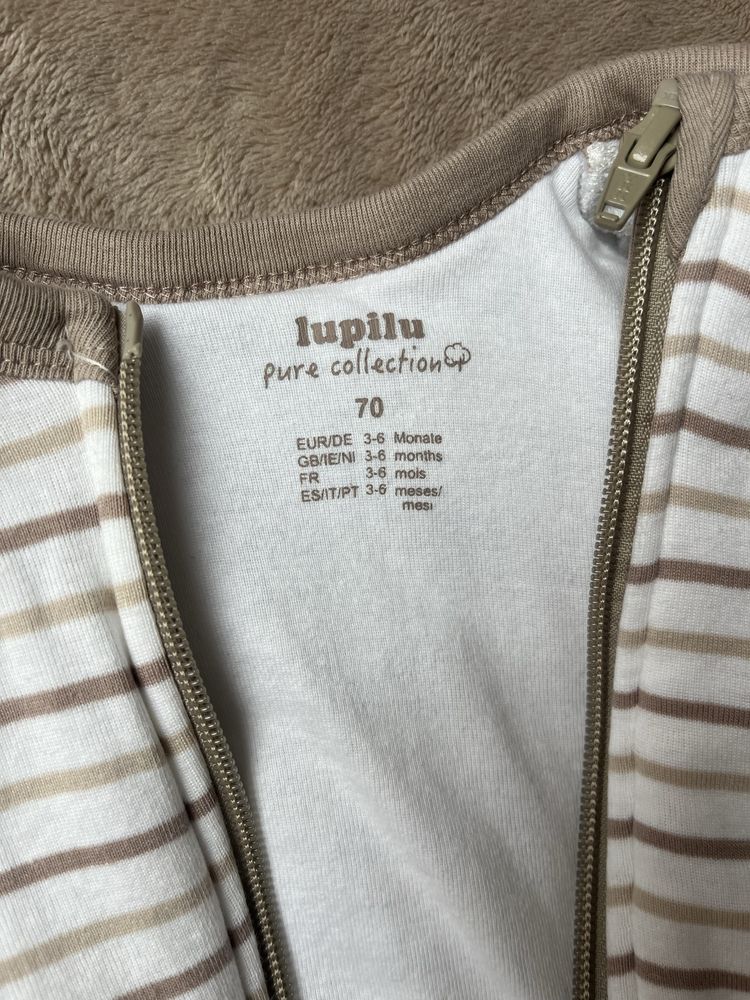 lupilu
pure collection
70
EUR/DE 3-6 Monate
GB/IE/NI 3-6 months
FR 3-6 mois
ES/IT/PT 3-6 meses/
mesi